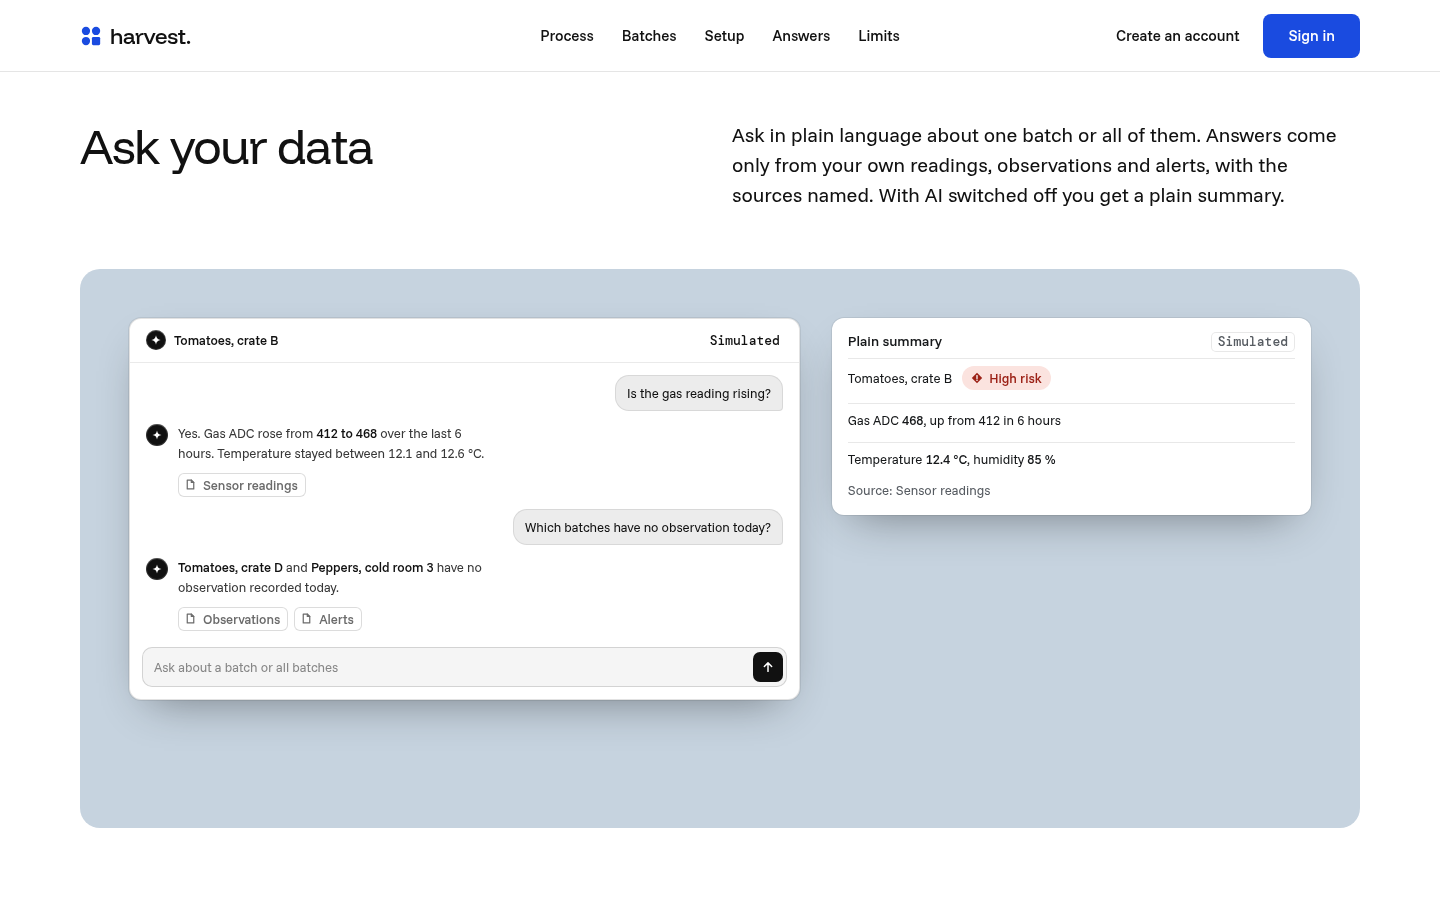 harvest.
Process
Batches
Setup
Answers
Limits
Create an account
Sign in
Ask your data
Ask in plain language about one batch or all of them. Answers come
only from your own readings, observations and alerts, with the
sources named. With AI switched off you get a plain summary.
Tomatoes, crate B
Simulated
Is the gas reading rising?
Yes. Gas ADC rose from 412 to 468 over the last 6
hours. Temperature stayed between 12.1 and 12.6 °C.
Sensor readings
Which batches have no observation today?
Tomatoes, crate D and Peppers, cold room 3 have no
observation recorded today.
Observations
Alerts
Ask about a batch or all batches
Plain summary
Simulated
Tomatoes, crate B
High risk
Gas ADC 468, up from 412 in 6 hours
Temperature 12.4 °C, humidity 85 %
Source: Sensor readings